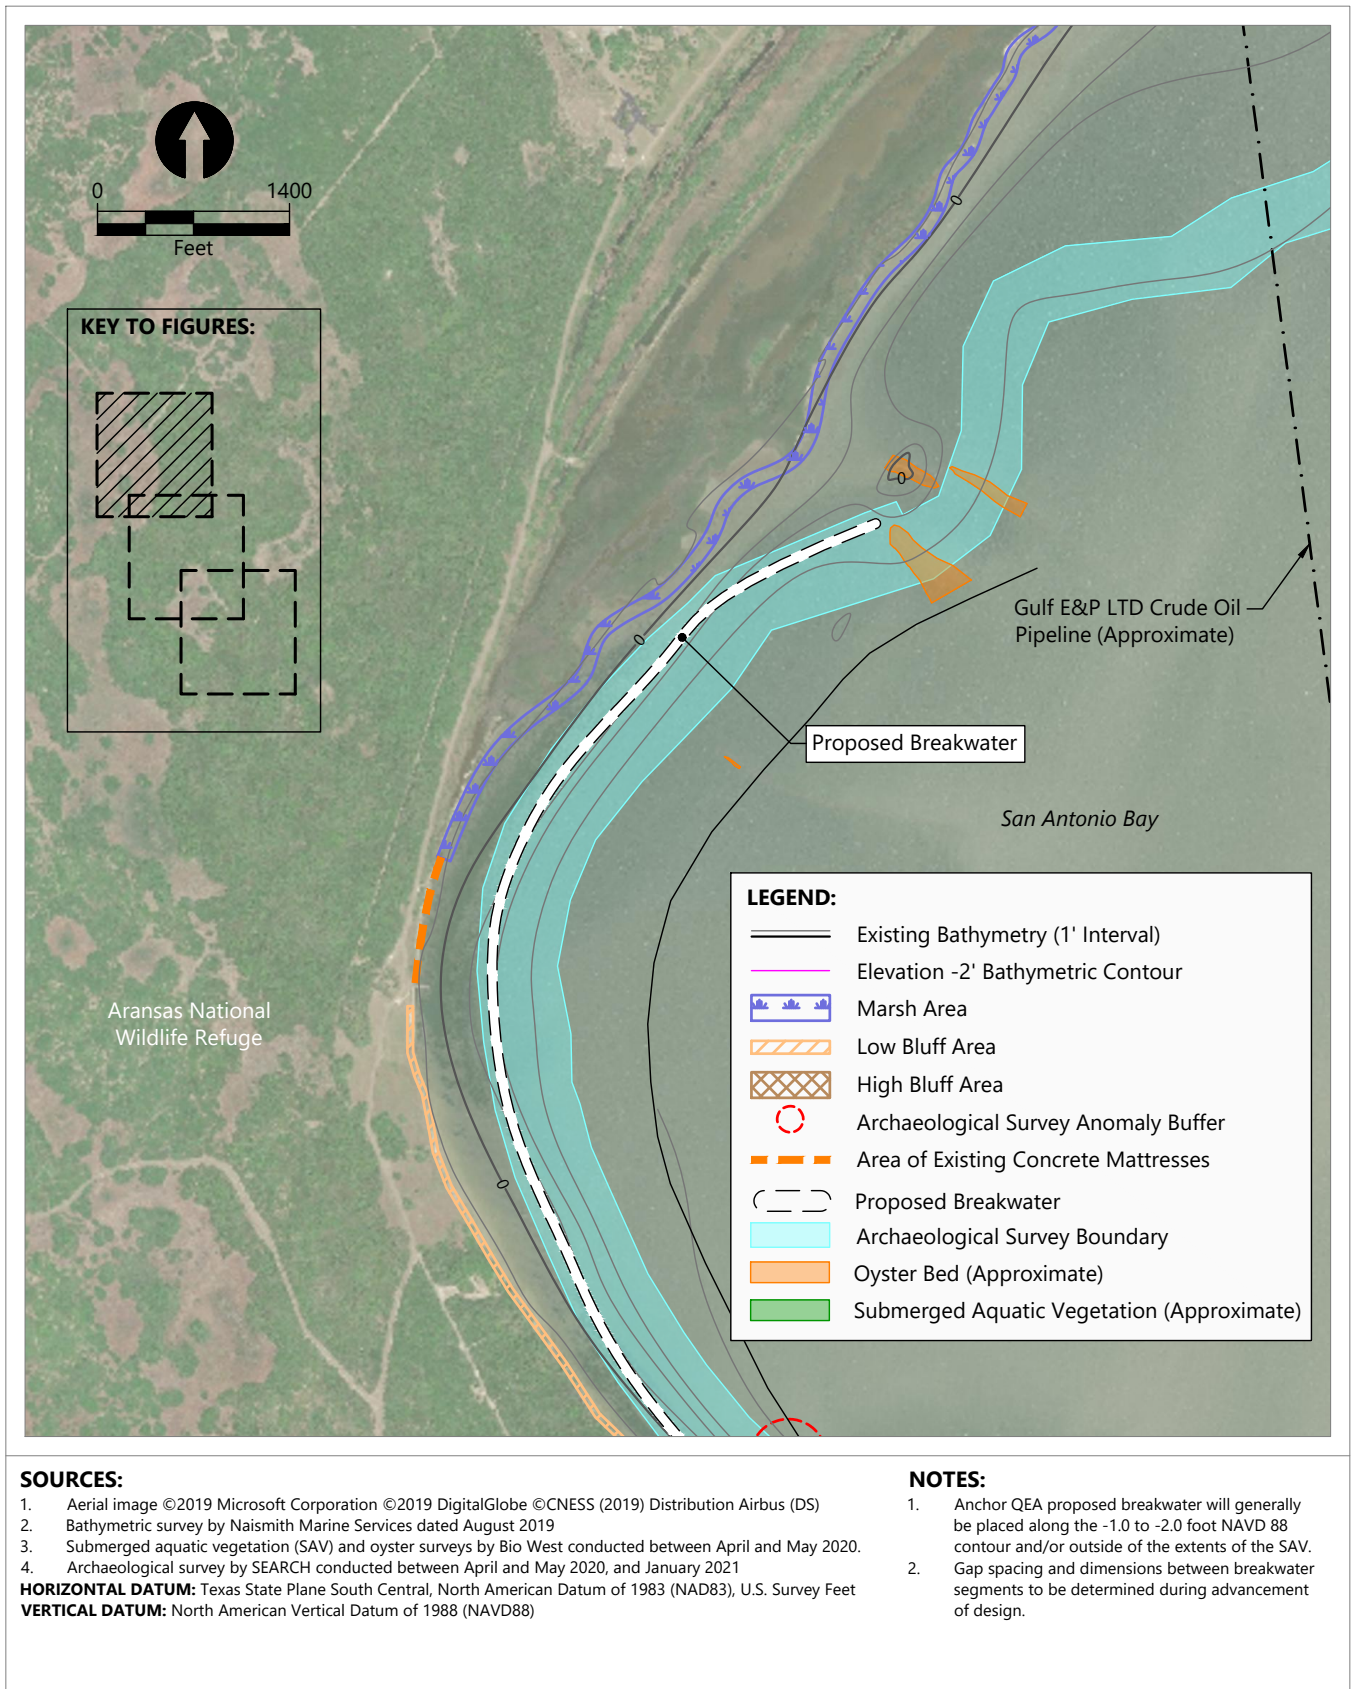 0 1400
Feet
KEY TO FIGURES:
0
0
0
Gulf E&P LTD Crude Oil
Pipeline (Approximate)
Proposed Breakwater
San Antonio Bay
Aransas National
Wildlife Refuge
0
LEGEND:
Existing Bathymetry (1' Interval)
Elevation -2' Bathymetric Contour
Marsh Area
Low Bluff Area
High Bluff Area
Archaeological Survey Anomaly Buffer
Area of Existing Concrete Mattresses
Proposed Breakwater
Archaeological Survey Boundary
Oyster Bed (Approximate)
Submerged Aquatic Vegetation (Approximate)
SOURCES:
1. Aerial image ©2019 Microsoft Corporation ©2019 DigitalGlobe ©CNESS (2019) Distribution Airbus (DS)
2. Bathymetric survey by Naismith Marine Services dated August 2019
3. Submerged aquatic vegetation (SAV) and oyster surveys by Bio West conducted between April and May 2020.
4. Archaeological survey by SEARCH conducted between April and May 2020, and January 2021
HORIZONTAL DATUM: Texas State Plane South Central, North American Datum of 1983 (NAD83), U.S. Survey Feet
VERTICAL DATUM: North American Vertical Datum of 1988 (NAVD88)
NOTES:
1. Anchor QEA proposed breakwater will generally
be placed along the -1.0 to -2.0 foot NAVD 88
contour and/or outside of the extents of the SAV.
2. Gap spacing and dimensions between breakwater
segments to be determined during advancement
of design.